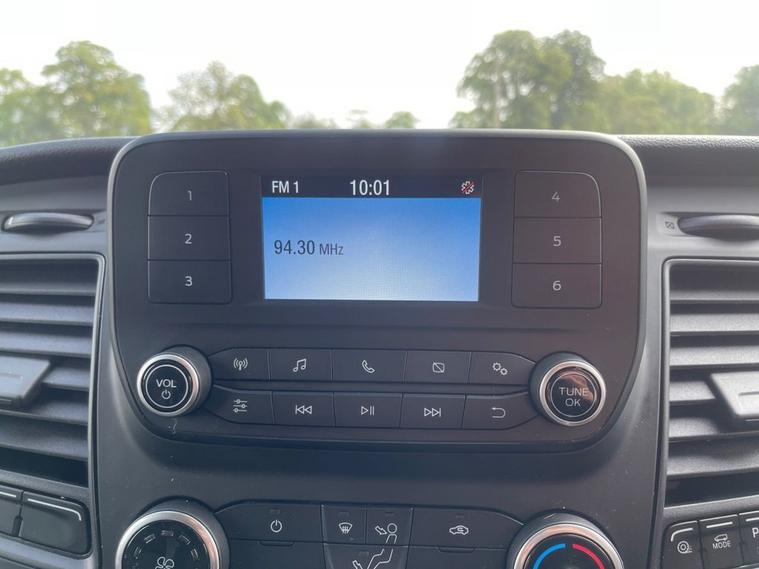 FM 1 10:01
94.30 MHz
1
2
3
4
5
6
VOL
TUNE
OK
MODE